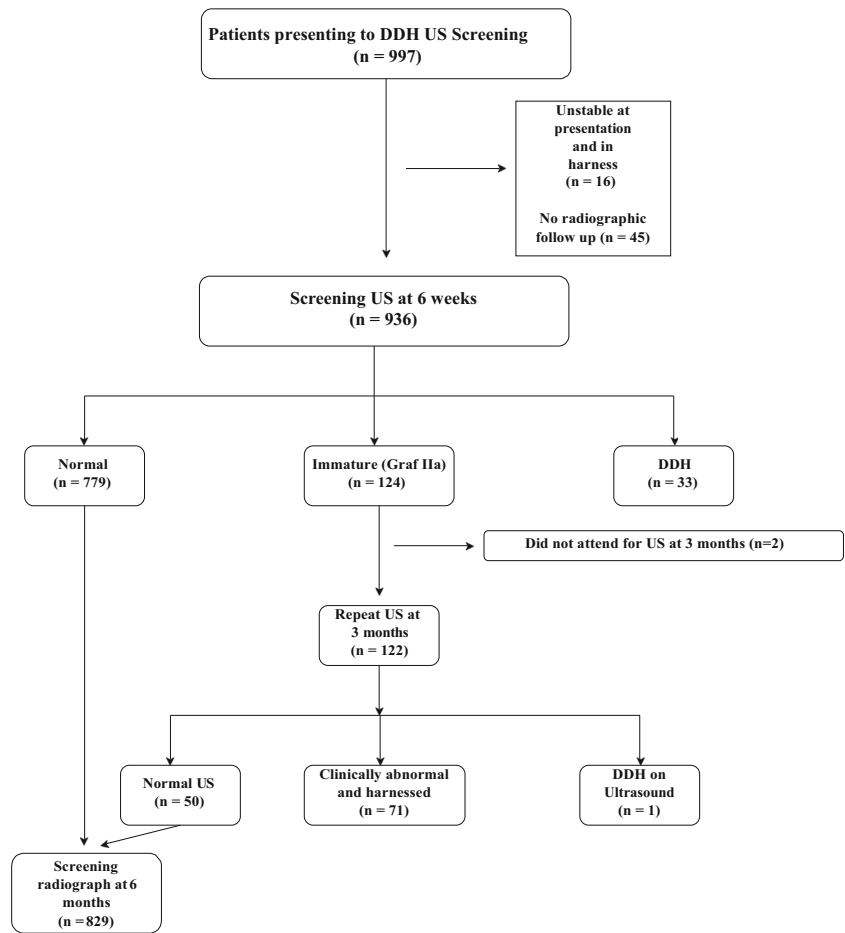 Patients presenting to DDH US Screening
(n = 997)
Unstable at
presentation
and in
harness
(n = 16)
No radiographic
follow up (n = 45)
Screening US at 6 weeks
(n = 936)
Normal
(n = 779)
Immature (Graf IIa)
(n = 124)
DDH
(n = 33)
Did not attend for US at 3 months (n=2)
Repeat US at
3 months
(n = 122)
Normal US
(n = 50)
Clinically abnormal
and harnessed
(n = 71)
DDH on
Ultrasound
(n = 1)
Screening
radiograph at 6
months
(n = 829)